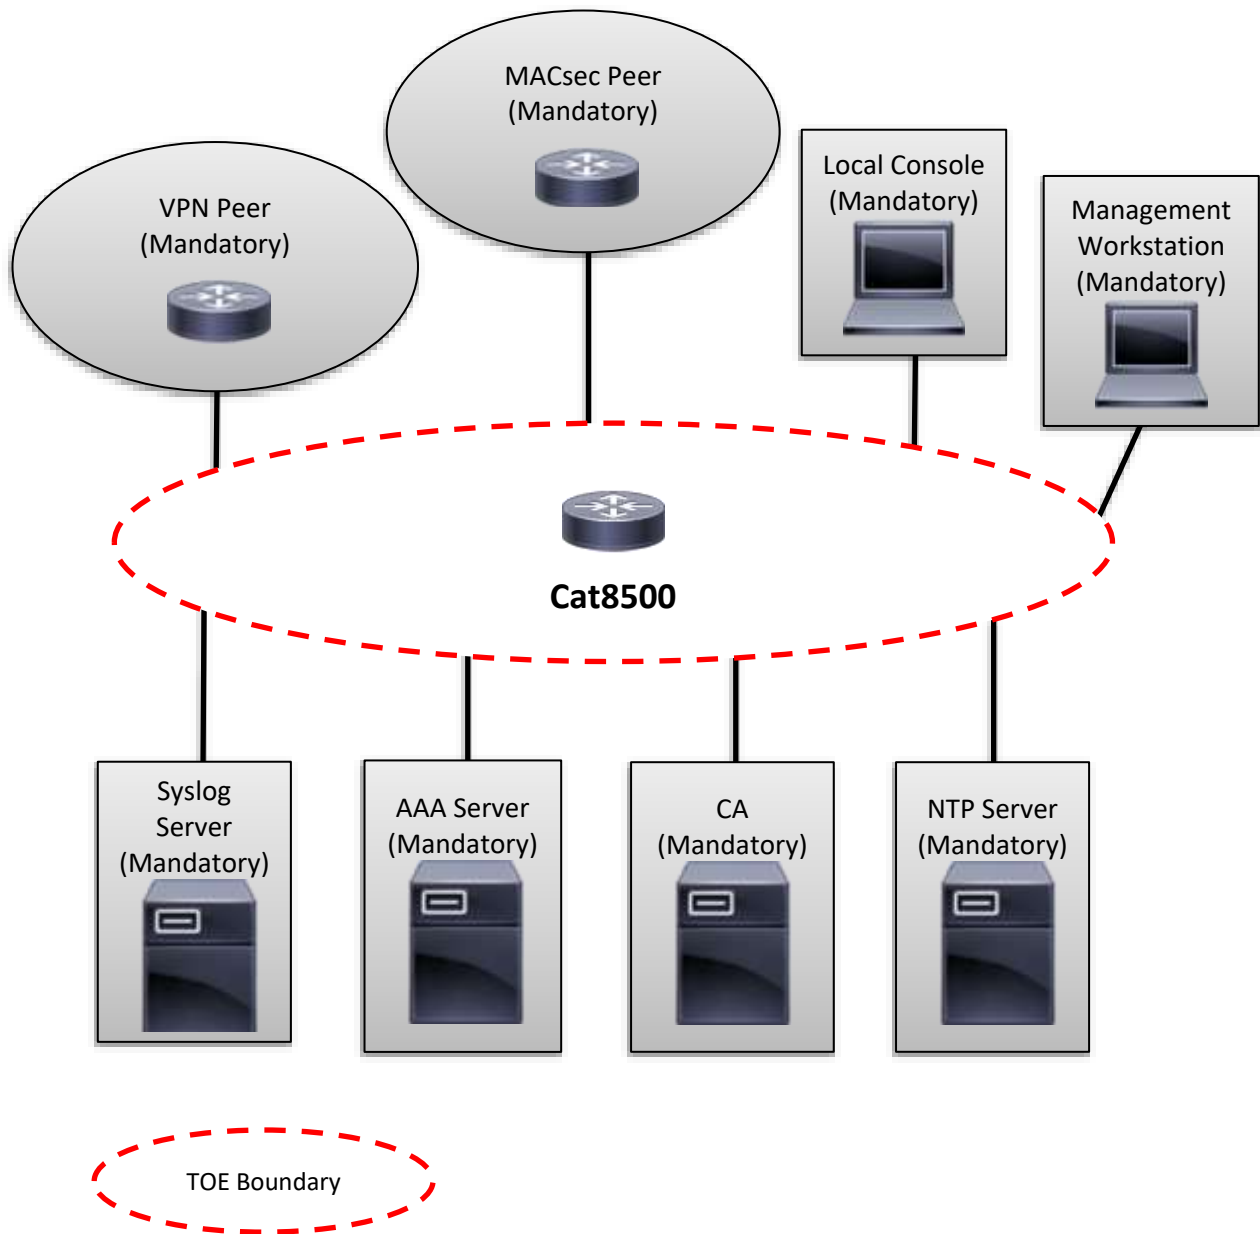 MACsec Peer
(Mandatory)
VPN Peer
(Mandatory)
Local Console
(Mandatory)
Management
Workstation
(Mandatory)
Cat8500
Syslog
Server
(Mandatory)
AAA Server
(Mandatory)
CA
(Mandatory)
NTP Server
(Mandatory)
TOE Boundary